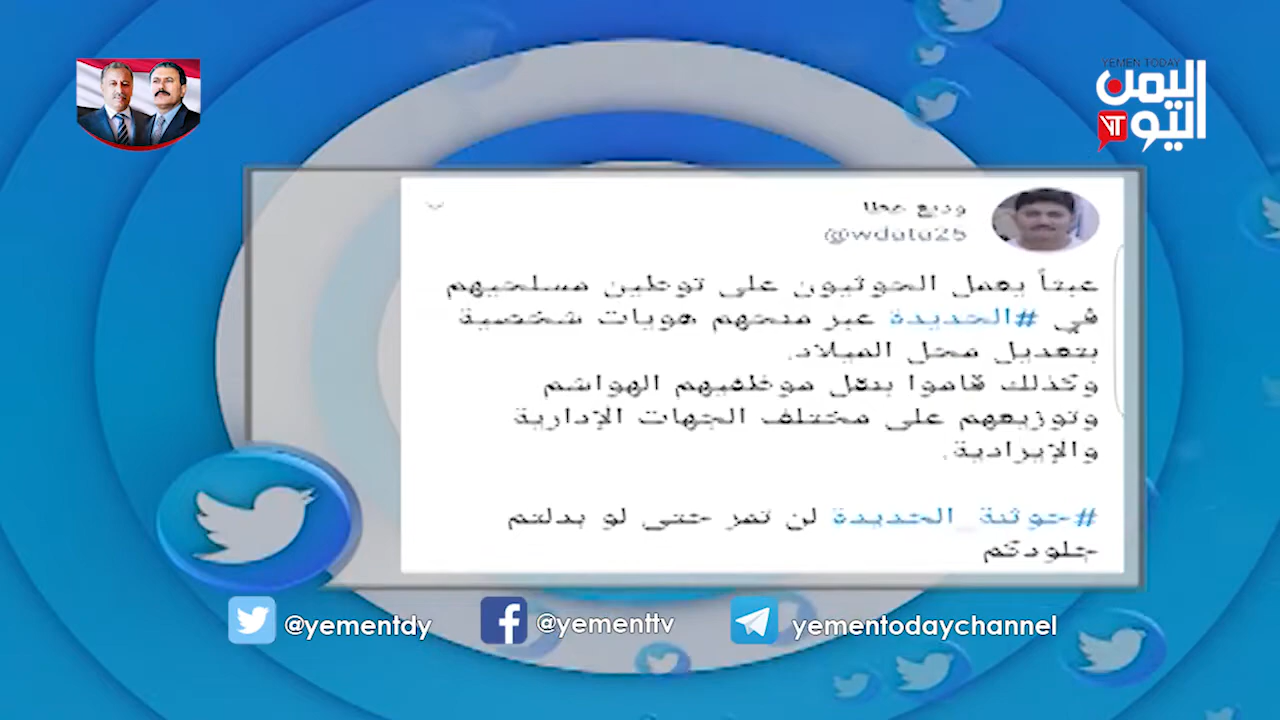 YEMEN TODAY
اليمن
اليوم
YT
وديع عطا
@wdata25
عبثاً يعمل الحوثيون على توطين مسلحيهم
في #الحديدة عبر منحهم هويات شخصية
بتعديل محل الميلاد.
وكذلك قاموا بنقل موظفيهم الهواشم
وتوزيعهم على مختلف الجهات الإدارية
والإيرادية.
#حوثنة_الحديدة لن تمر حتى لو بدلتم
جلودكم
@yementdy
@yementtv
yementodaychannel